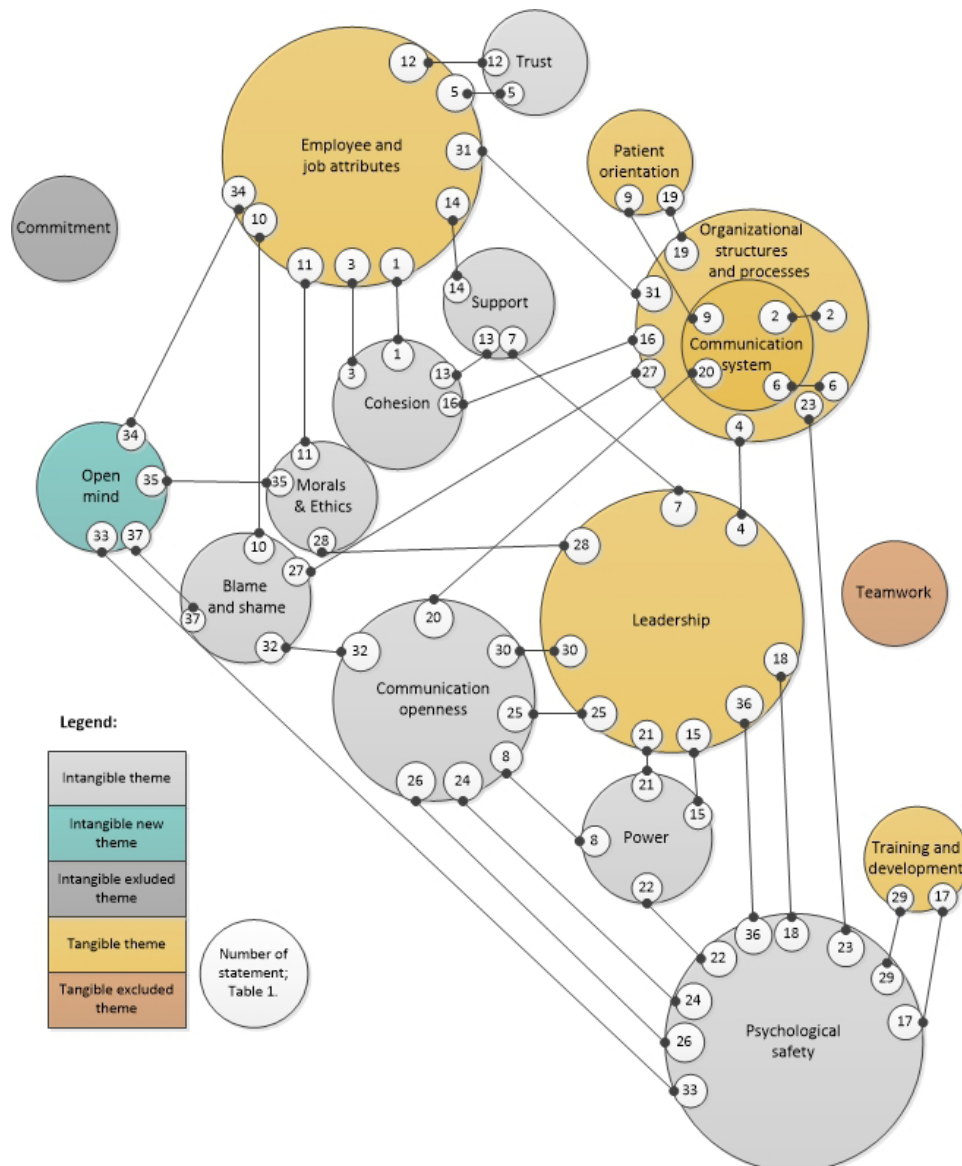 12
12
Trust
5
5
Employee and
job attributes
31
Patient
orientation
34
14
9
19
10
Commitment
Organizational
structures
and processes
19
11
3
1
14
Support
31
9
2
2
13
7
16
Communication
system
1
3
13
27
20
Cohesion
16
6
6
23
4
34
11
Open
mind
35
35
Morals
& Ethics
7
4
33
37
28
28
10
27
Blame
and shame
Teamwork
37
20
Leadership
32
32
30
30
18
Communication
openness
36
25
25
Legend:
21
15
8
26
24
Intangible theme
21
15
Intangible new
theme
8
Power
Training and
development
Intangible exluded
theme
22
29
17
Tangible theme
36
18
23
Number of
statement;
Table 1.
22
29
Tangible excluded
theme
24
17
Psychological
safety
26
33